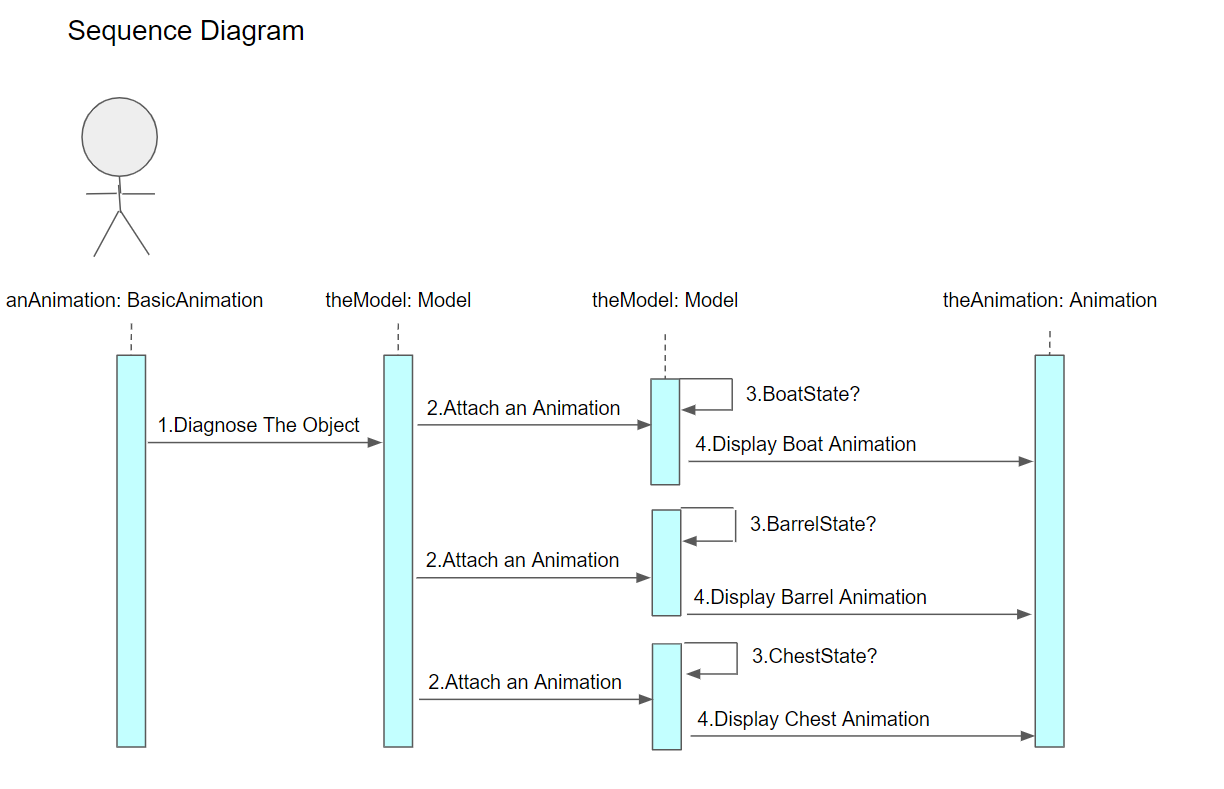 Sequence Diagram
anAnimation: BasicAnimation
theModel: Model
theModel: Model
theAnimation: Animation
1.Diagnose The Object
2.Attach an Animation
3.BoatState?
4.Display Boat Animation
2.Attach an Animation
3.BarrelState?
4.Display Barrel Animation
2.Attach an Animation
3.ChestState?
4.Display Chest Animation